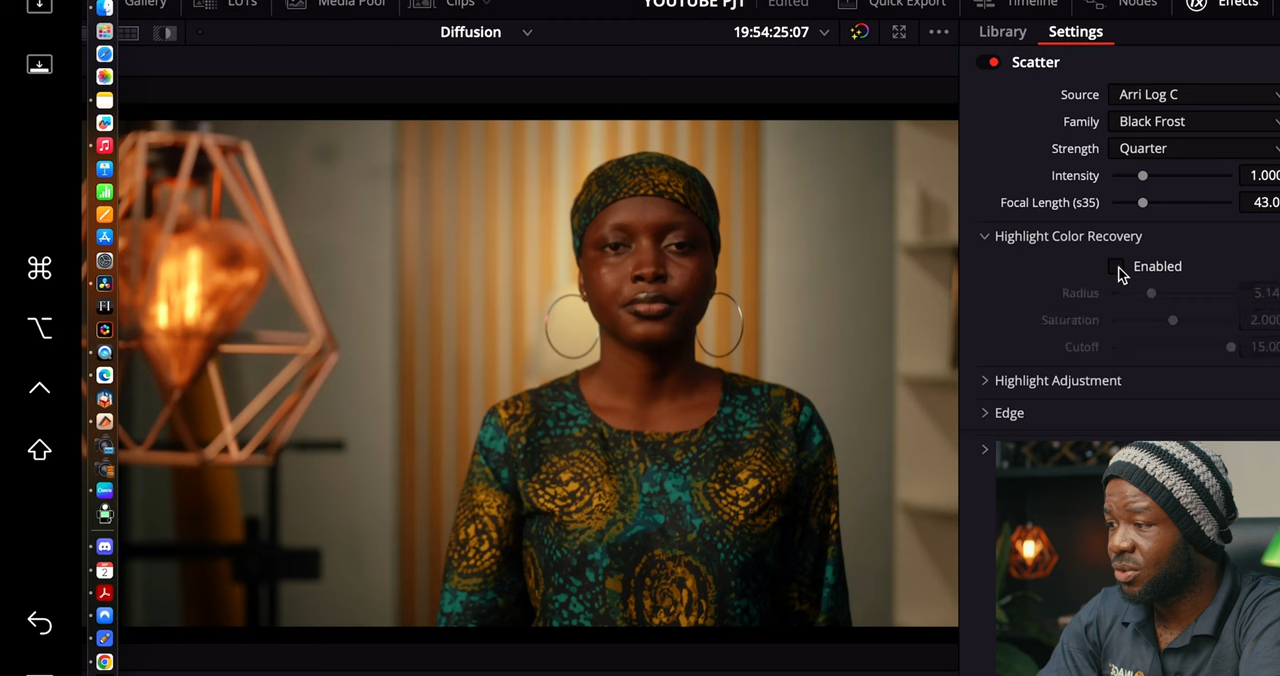 Gallery
LUTs
Media Pool
Clips
YOUTUBE PJT
Edited
Quick Export
Timeline
Nodes
fx
Effects
Diffusion
19:54:25:07
Library
Settings
Scatter
Source
Arri Log C
Family
Black Frost
Strength
Quarter
Intensity
1.000
Focal Length (s35)
43.0
Highlight Color Recovery
Enabled
Radius
5.14
Saturation
2.000
Cutoff
15.00
Highlight Adjustment
Edge
2